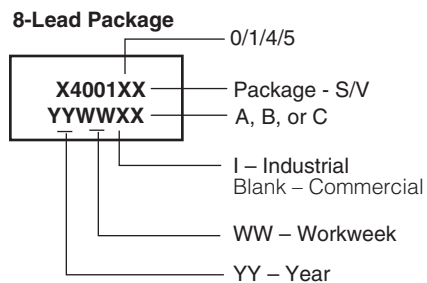 8-Lead Package
0/1/4/5
X4001XX
Package - S/V
YYWWXX
A, B, or C
I – Industrial
Blank – Commercial
WW – Workweek
YY – Year